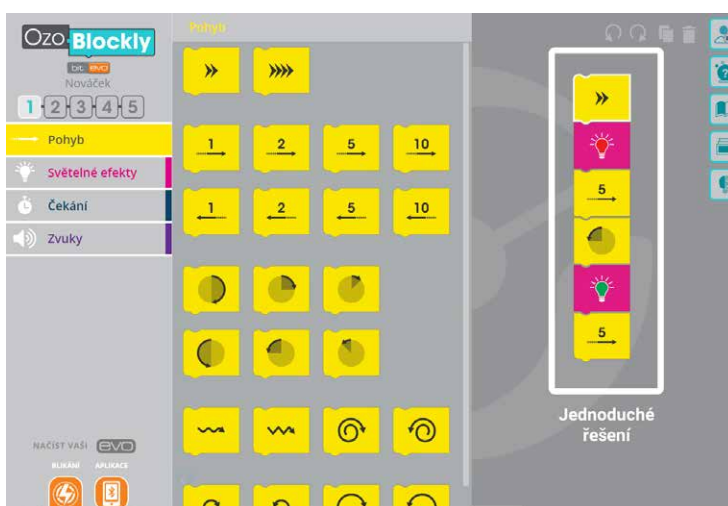 Ozo Blockly
bit evo
Nováček
1 2 3 4 5
Pohyb
Světelné efekty
Čekání
Zvuky
NAČÍST VAŠI evo
BLIKÁNÍ APLIKACE
Pohyb
1 2 5 10
1 2 5 10
5
5
Jednoduché
řešení